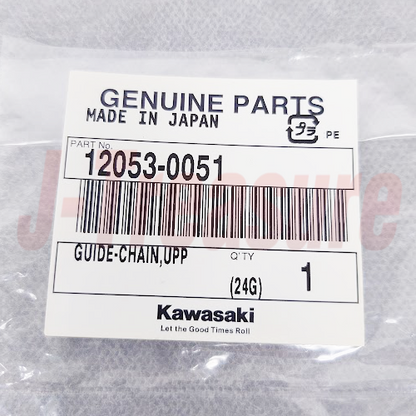 GENUINE PARTS
MADE IN JAPAN
プラ PE
PART No.
12053-0051
GUIDE-CHAIN,UPP
Q'TY
(24G) 1
Kawasaki
Let the Good Times Roll
J-Treasure